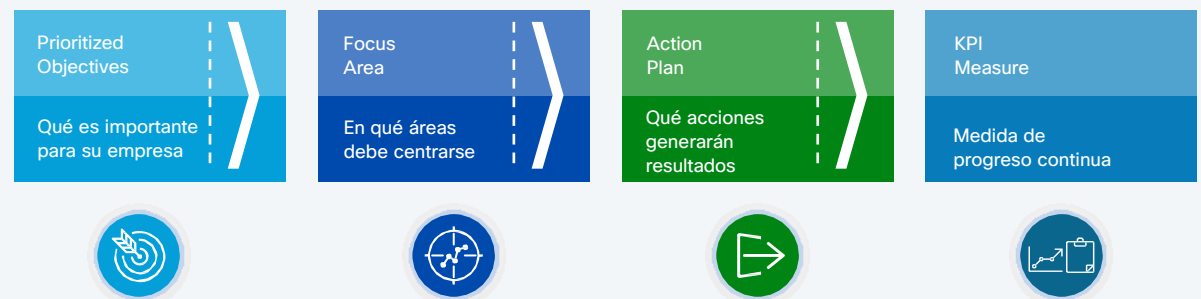 Prioritized
Objectives
Qué es importante
para su empresa
Focus
Area
En qué áreas
debe centrarse
Action
Plan
Qué acciones
generarán
resultados
KPI
Measure
Medida de
progreso continua